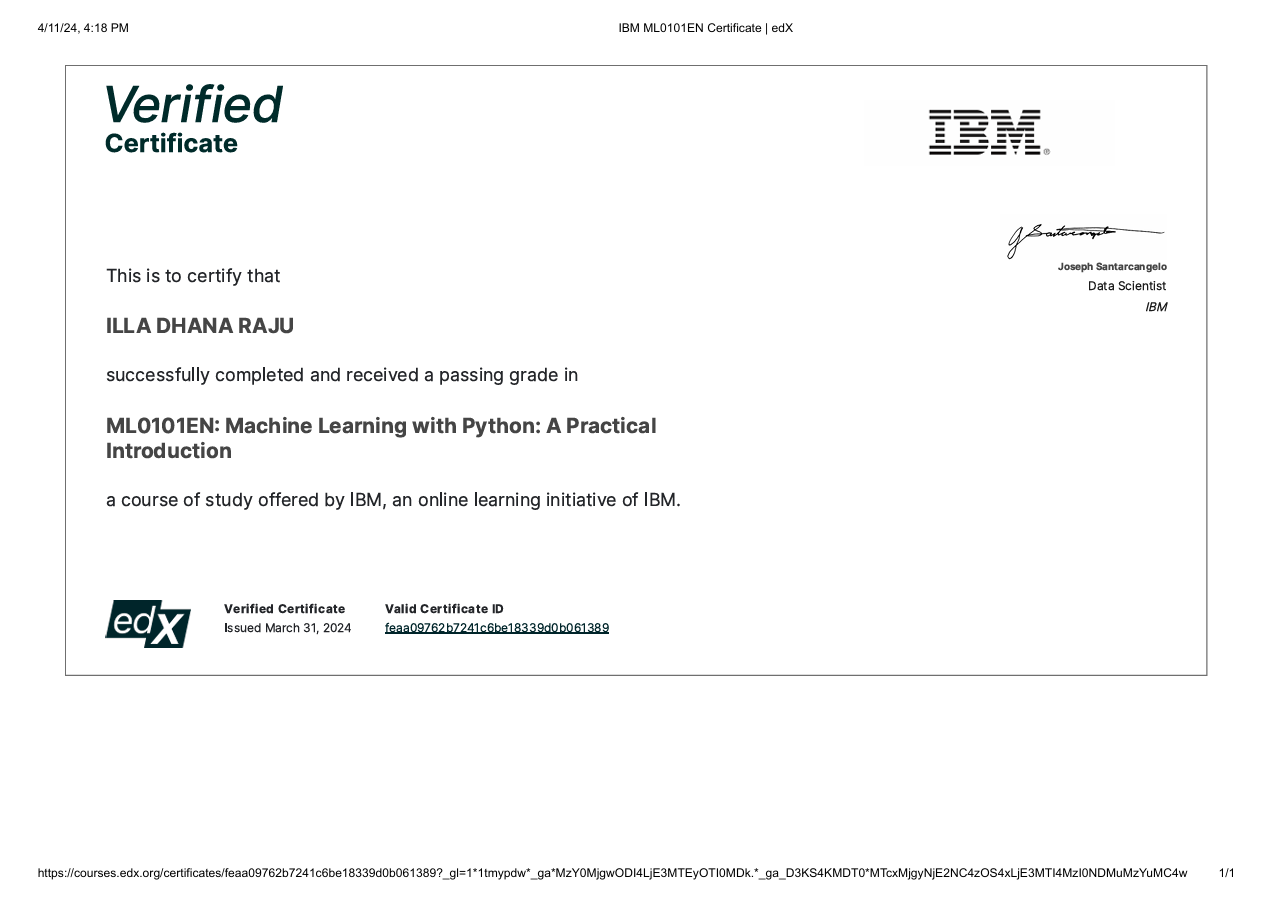 4/11/24, 4:18 PM
IBM ML0101EN Certificate | edX
Verified
Certificate
IBM®
J Santarcangelo
Joseph Santarcangelo
Data Scientist
IBM
This is to certify that
ILLA DHANA RAJU
successfully completed and received a passing grade in
ML0101EN: Machine Learning with Python: A Practical
Introduction
a course of study offered by IBM, an online learning initiative of IBM.
edX
Verified Certificate
Issued March 31, 2024
Valid Certificate ID
feaa09762b7241c6be18339d0b061389
https://courses.edx.org/certificates/feaa09762b7241c6be18339d0b061389?_gl=1*1tmypdw*_ga*MzY0MjgwODI4LjE3MTEyOTI0MDk.*_ga_D3KS4KMDT0*MTcxMjgyNjE2NC4zOS4xLjE3MTI4MzI0NDMuMzYuMC4w
1/1